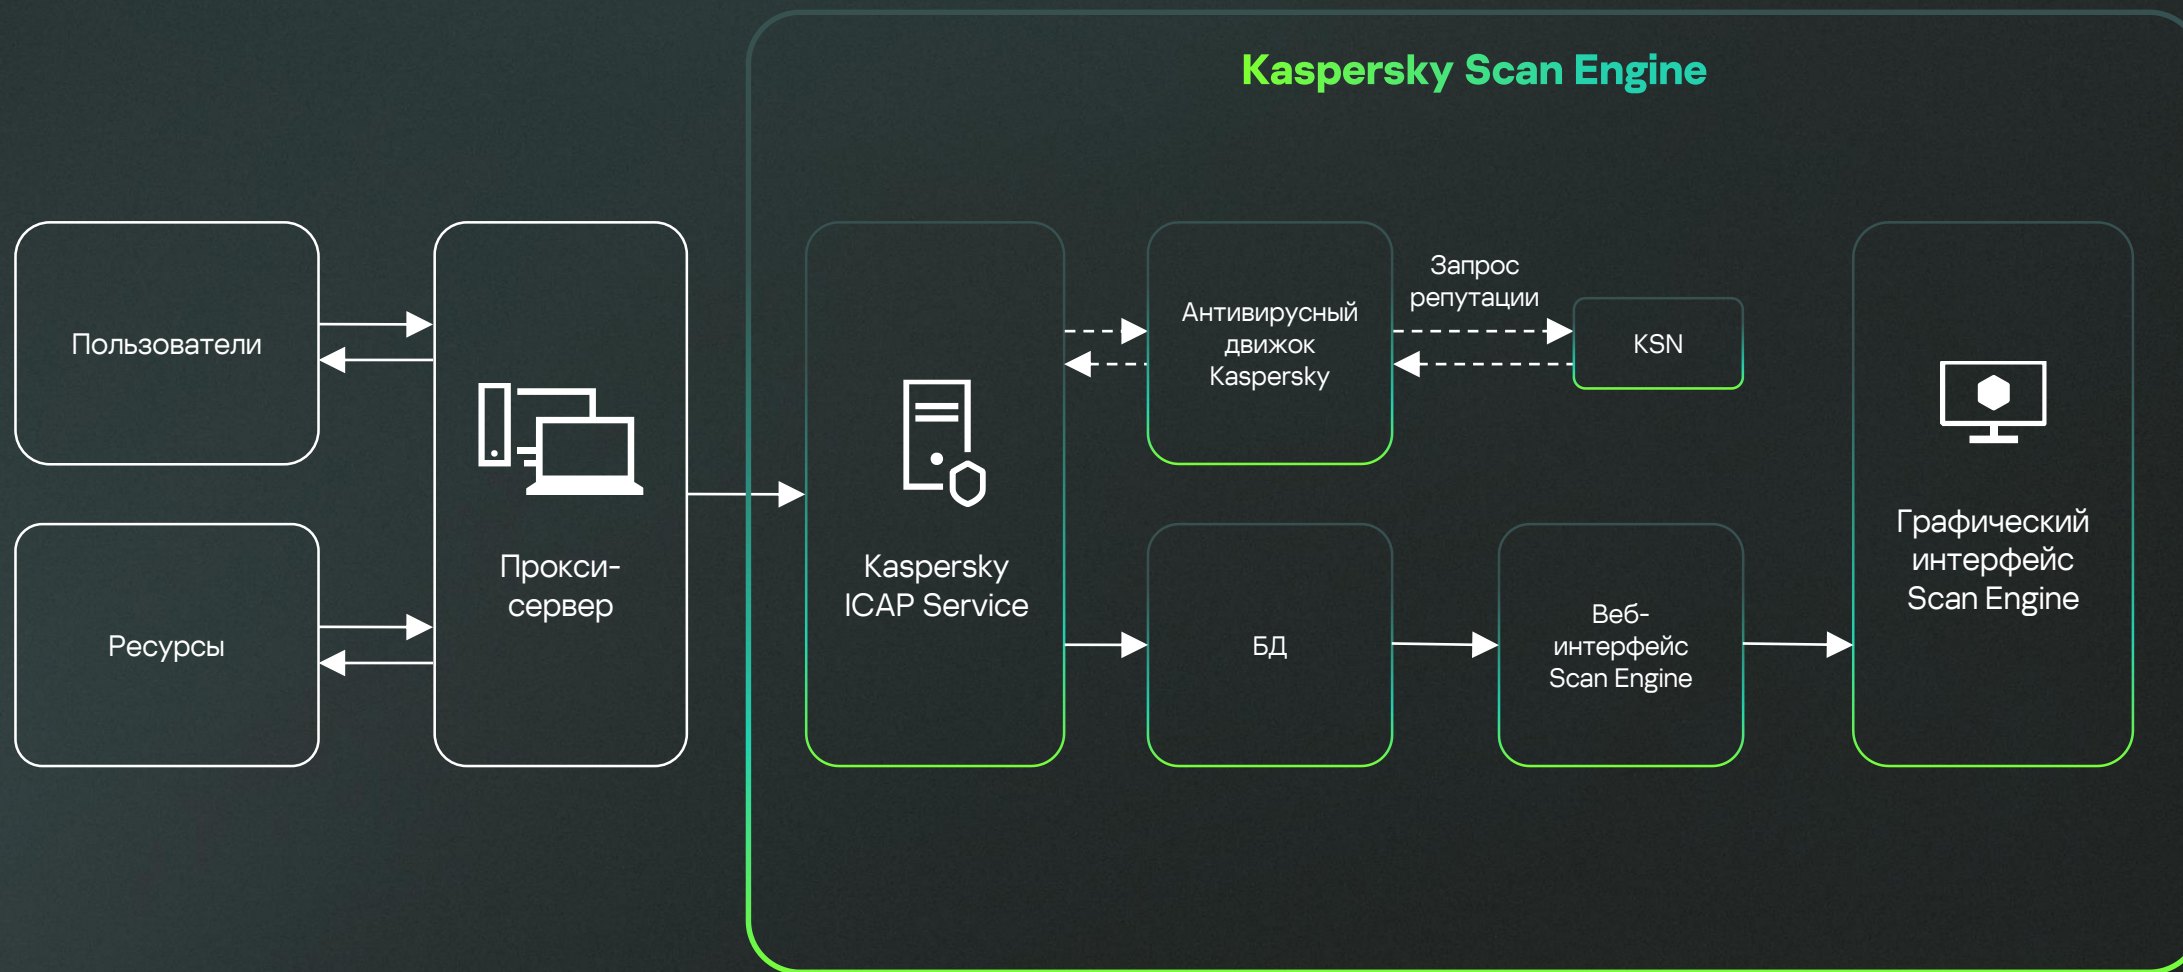 Kaspersky Scan Engine
Пользователи
Ресурсы
Прокси-
сервер
Kaspersky
ICAP Service
Антивирусный
движок
Kaspersky
Запрос
репутации
KSN
БД
Веб-
интерфейс
Scan Engine
Графический
интерфейс
Scan Engine